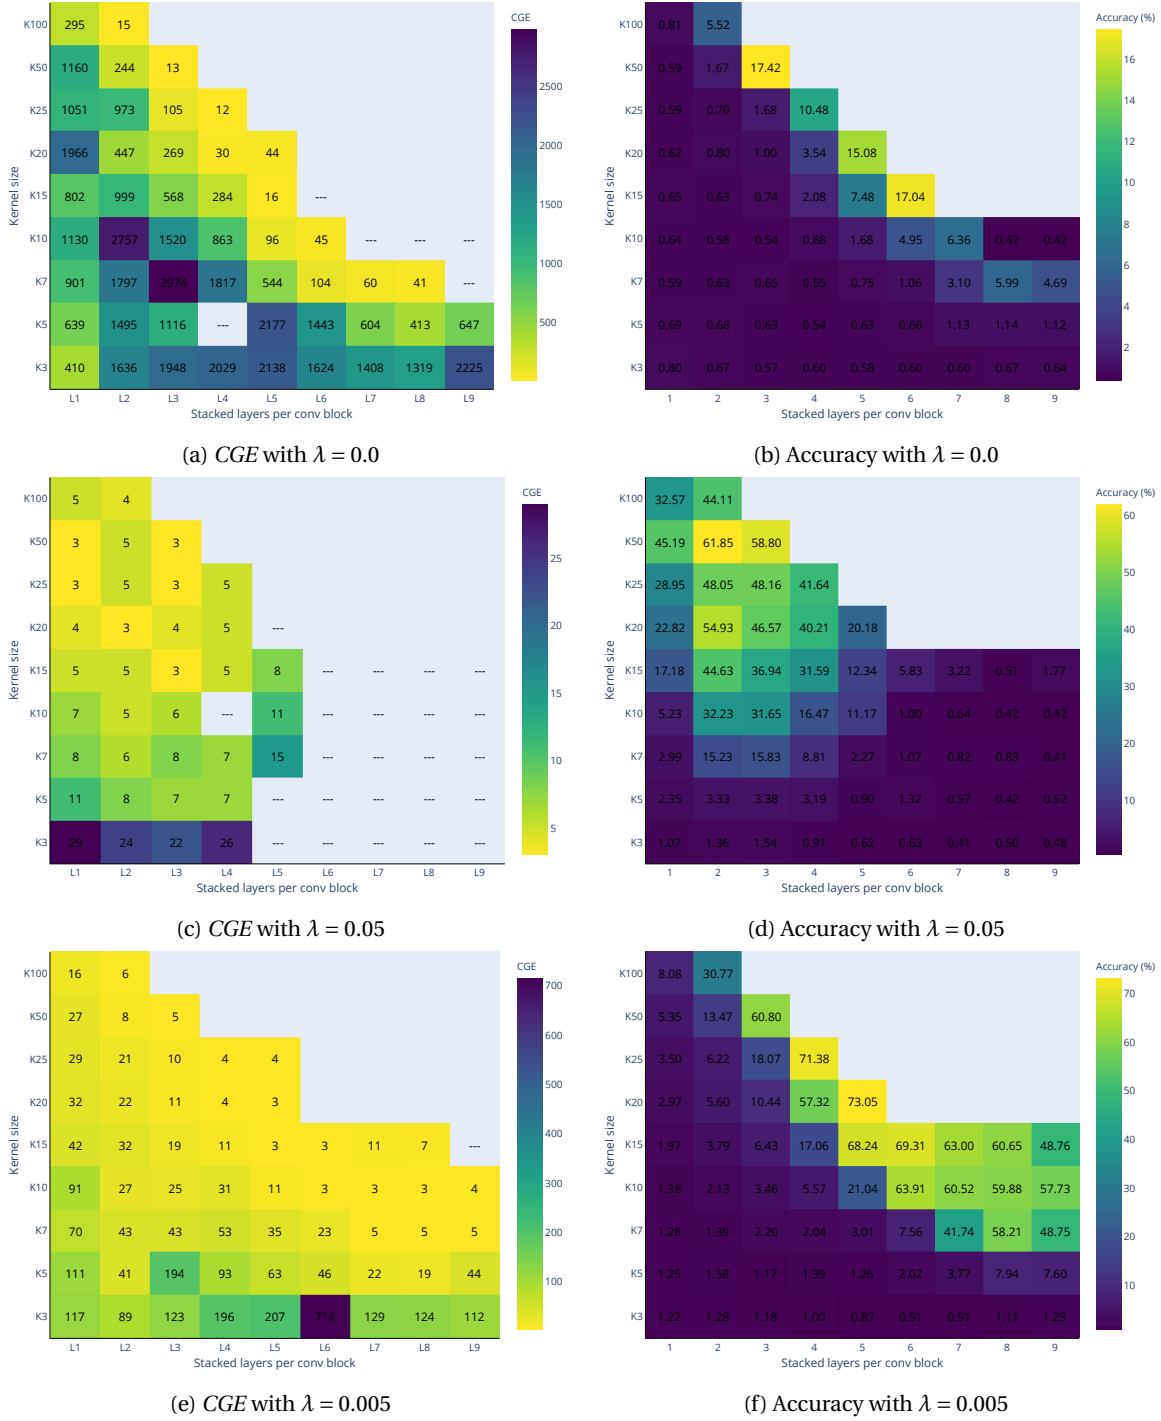 CGE
K100 295 15
K50 1160 244 13
K25 1051 973 105 12
K20 1966 447 269 30 44
K15 802 999 568 284 16 ---
K10 1130 2757 1520 863 96 45 --- --- ---
K7 901 1797 2974 1817 544 104 60 41 ---
K5 639 1495 1116 --- 2177 1443 604 413 647
K3 410 1636 1948 2029 2138 1624 1408 1319 2225
L1 L2 L3 L4 L5 L6 L7 L8 L9
Stacked layers per conv block
Kernel size
2500
2000
1500
1000
500
(a) CGE with λ = 0.0
Accuracy (%)
K100 0.81 5.52
K50 0.59 1.67 17.42
K25 0.59 0.70 1.68 10.48
K20 0.62 0.80 1.00 3.54 15.08
K15 0.65 0.63 0.74 2.08 7.48 17.04
K10 0.64 0.58 0.54 0.88 1.68 4.95 6.36 0.42 0.42
K7 0.59 0.63 0.65 0.55 0.75 1.06 3.10 5.99 4.69
K5 0.69 0.68 0.63 0.54 0.63 0.66 1.13 1.14 1.12
K3 0.80 0.67 0.57 0.60 0.58 0.60 0.60 0.67 0.64
1 2 3 4 5 6 7 8 9
Stacked layers per conv block
Kernel size
16
14
12
10
8
6
4
2
(b) Accuracy with λ = 0.0
CGE
K100 5 4
K50 3 5 3
K25 3 5 3 5
K20 4 3 4 5 ---
K15 5 5 3 5 8 --- --- --- ---
K10 7 5 6 --- 11 --- --- --- ---
K7 8 6 8 7 15 --- --- --- ---
K5 11 8 7 7 --- --- --- --- ---
K3 29 24 22 26 --- --- --- --- ---
L1 L2 L3 L4 L5 L6 L7 L8 L9
Stacked layers per conv block
Kernel size
25
20
15
10
5
(c) CGE with λ = 0.05
Accuracy (%)
K100 32.57 44.11
K50 45.19 61.85 58.80
K25 28.95 48.05 48.16 41.64
K20 22.82 54.93 46.57 40.21 20.18
K15 17.18 44.63 36.94 31.59 12.34 5.83 3.22 0.51 1.77
K10 5.23 32.23 31.65 16.47 11.17 1.00 0.64 0.42 0.42
K7 2.99 15.23 15.83 8.81 2.27 1.07 0.82 0.83 0.41
K5 2.35 3.33 3.38 3.19 0.90 1.32 0.57 0.42 0.52
K3 1.07 1.36 1.54 0.91 0.62 0.63 0.41 0.50 0.48
1 2 3 4 5 6 7 8 9
Stacked layers per conv block
Kernel size
60
50
40
30
20
10
(d) Accuracy with λ = 0.05
CGE
K100 16 6
K50 27 8 5
K25 29 21 10 4 4
K20 32 22 11 4 3
K15 42 32 19 11 3 3 11 7 ---
K10 91 27 25 31 11 3 3 3 4
K7 70 43 43 53 35 23 5 5 5
K5 111 41 194 93 63 46 22 19 44
K3 117 89 123 196 207 714 129 124 112
L1 L2 L3 L4 L5 L6 L7 L8 L9
Stacked layers per conv block
Kernel size
700
600
500
400
300
200
100
(e) CGE with λ = 0.005
Accuracy (%)
K100 8.08 30.77
K50 5.35 13.47 60.80
K25 3.50 6.22 18.07 71.38
K20 2.97 5.60 10.44 57.32 73.05
K15 1.97 3.79 6.43 17.06 68.24 69.31 63.00 60.65 48.76
K10 1.38 2.13 3.46 5.57 21.04 63.91 60.52 59.88 57.73
K7 1.28 1.39 2.20 2.04 3.01 7.56 41.74 58.21 48.75
K5 1.25 1.58 1.17 1.39 1.26 2.02 3.77 7.94 7.60
K3 1.22 1.28 1.18 1.00 0.87 0.91 0.91 1.11 1.23
1 2 3 4 5 6 7 8 9
Stacked layers per conv block
Kernel size
70
60
50
40
30
20
10
(f) Accuracy with λ = 0.005